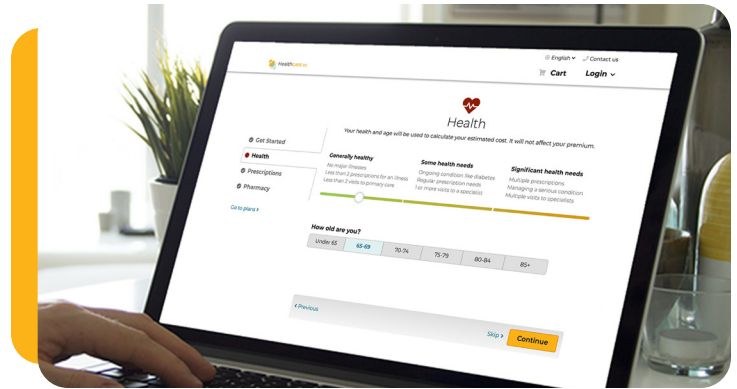 HealthCare.co
English
Contact us
Cart
Login
Health
Your health and age will be used to calculate your estimated cost. It will not affect your premium.
Get Started
Health
Prescriptions
Pharmacy
Go to plans
Generally healthy
No major illnesses
Less than 2 prescriptions for an illness
Less than 2 visits to primary care
Some health needs
Ongoing condition like diabetes
Regular prescription needs
1 or more visits to a specialist
Significant health needs
Multiple prescriptions
Managing a serious condition
Multiple visits to specialists
How old are you?
Under 65 65-69 70-74 75-79 80-84 85+
Previous
Skip
Continue